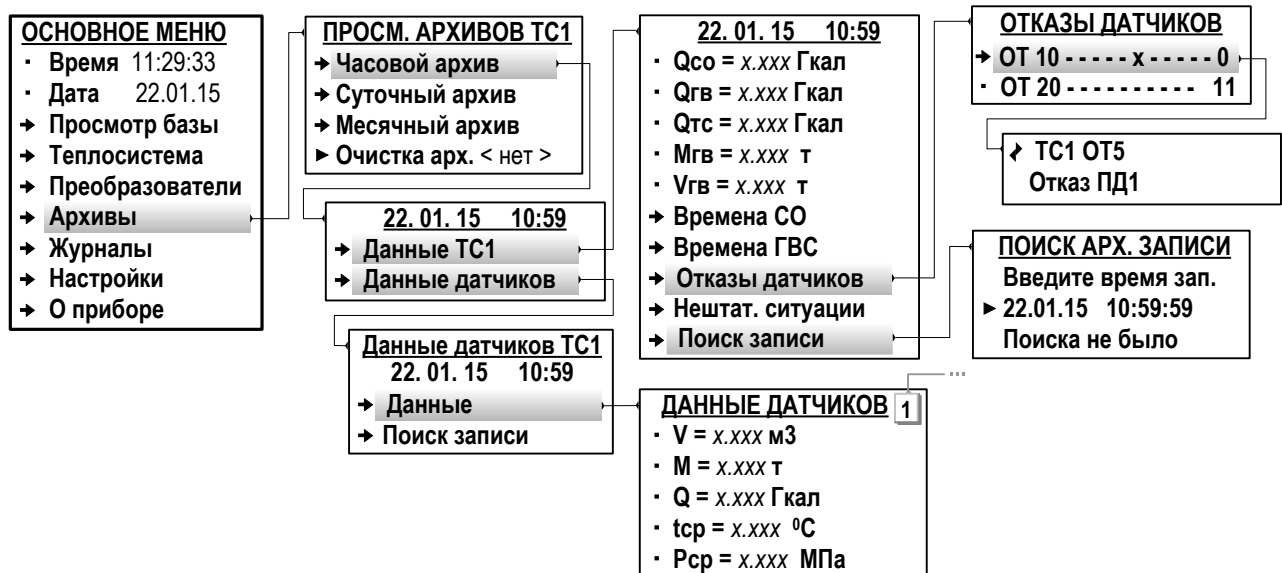 ОСНОВНОЕ МЕНЮ
· Время 11:29:33
· Дата 22.01.15
➔ Просмотр базы
➔ Теплосистема
➔ Преобразователи
➔ Архивы
➔ Журналы
➔ Настройки
➔ О приборе
ПРОСМ. АРХИВОВ ТС1
➔ Часовой архив
➔ Суточный архив
➔ Месячный архив
► Очистка арх. < нет >
22. 01. 15 10:59
➔ Данные ТС1
➔ Данные датчиков
Данные датчиков ТС1
22. 01. 15 10:59
➔ Данные
➔ Поиск записи
22. 01. 15 10:59
· Qсо = x.xxx Гкал
· Qгв = x.xxx Гкал
· Qтс = x.xxx Гкал
· Mгв = x.xxx т
· Vгв = x.xxx т
➔ Времена СО
➔ Времена ГВС
➔ Отказы датчиков
➔ Нештат. ситуации
➔ Поиск записи
ДАННЫЕ ДАТЧИКОВ 1
...
· V = x.xxx м3
· M = x.xxx т
· Q = x.xxx Гкал
· tср = x.xxx ⁰С
· Pср = x.xxx МПа
ОТКАЗЫ ДАТЧИКОВ
➔ ОТ 10 - - - - - x - - - - - 0
· ОТ 20 - - - - - - - - - - 11
ТС1 ОТ5
Отказ ПД1
ПОИСК АРХ. ЗАПИСИ
Введите время зап.
► 22.01.15 10:59:59
Поиска не было